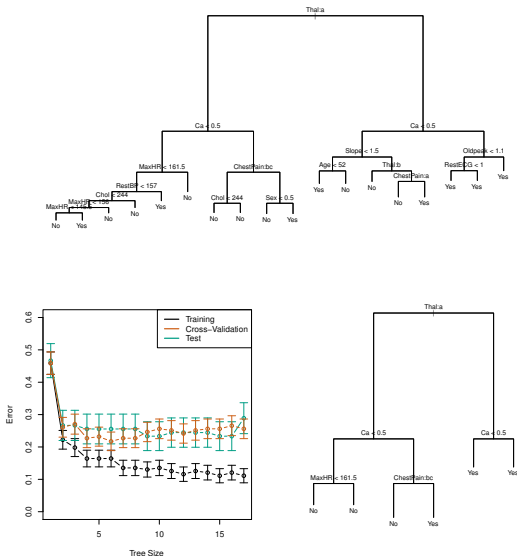 Thal:a
Ca < 0.5
Ca < 0.5
MaxHR < 161.5
ChestPain:bc
Slope < 1.5
Oldpeak < 1.1
RestBP < 157
Age < 52
Thal:b
RestECG < 1
Chol < 244
MaxHR < 156
Chol < 244
Sex < 0.5
ChestPain:a
No
Yes
No
Yes
No
No
No
Yes
No
No
No
Yes
Yes
No
No
No
Yes
Yes
Yes
Yes
Training
Cross−Validation
Test
Error
0.0
0.1
0.2
0.3
0.4
0.5
0.6
5
10
15
Tree Size
Thal:a
Ca < 0.5
Ca < 0.5
MaxHR < 161.5
ChestPain:bc
Yes
Yes
No
No
No
Yes